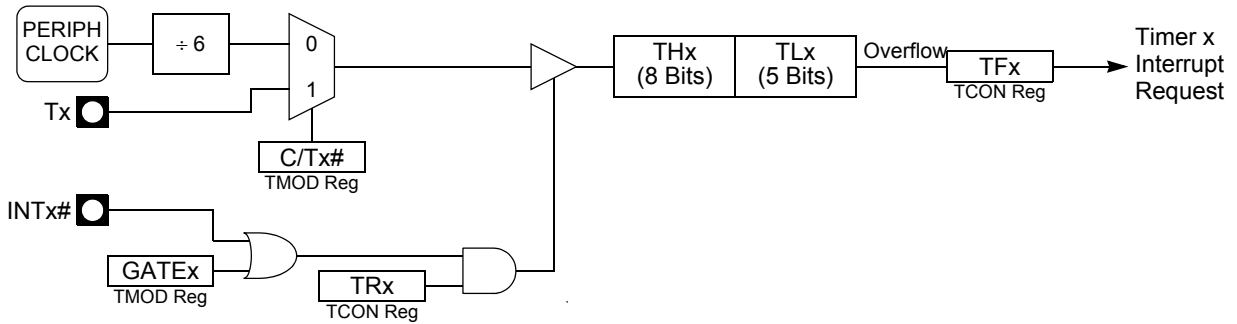 PERIPH
CLOCK
÷ 6
0
1
Tx
C/Tx#
TMOD Reg
THx
(8 Bits)
TLx
(5 Bits)
Overflow
TFx
TCON Reg
Timer x
Interrupt
Request
INTx#
GATEx
TMOD Reg
TRx
TCON Reg